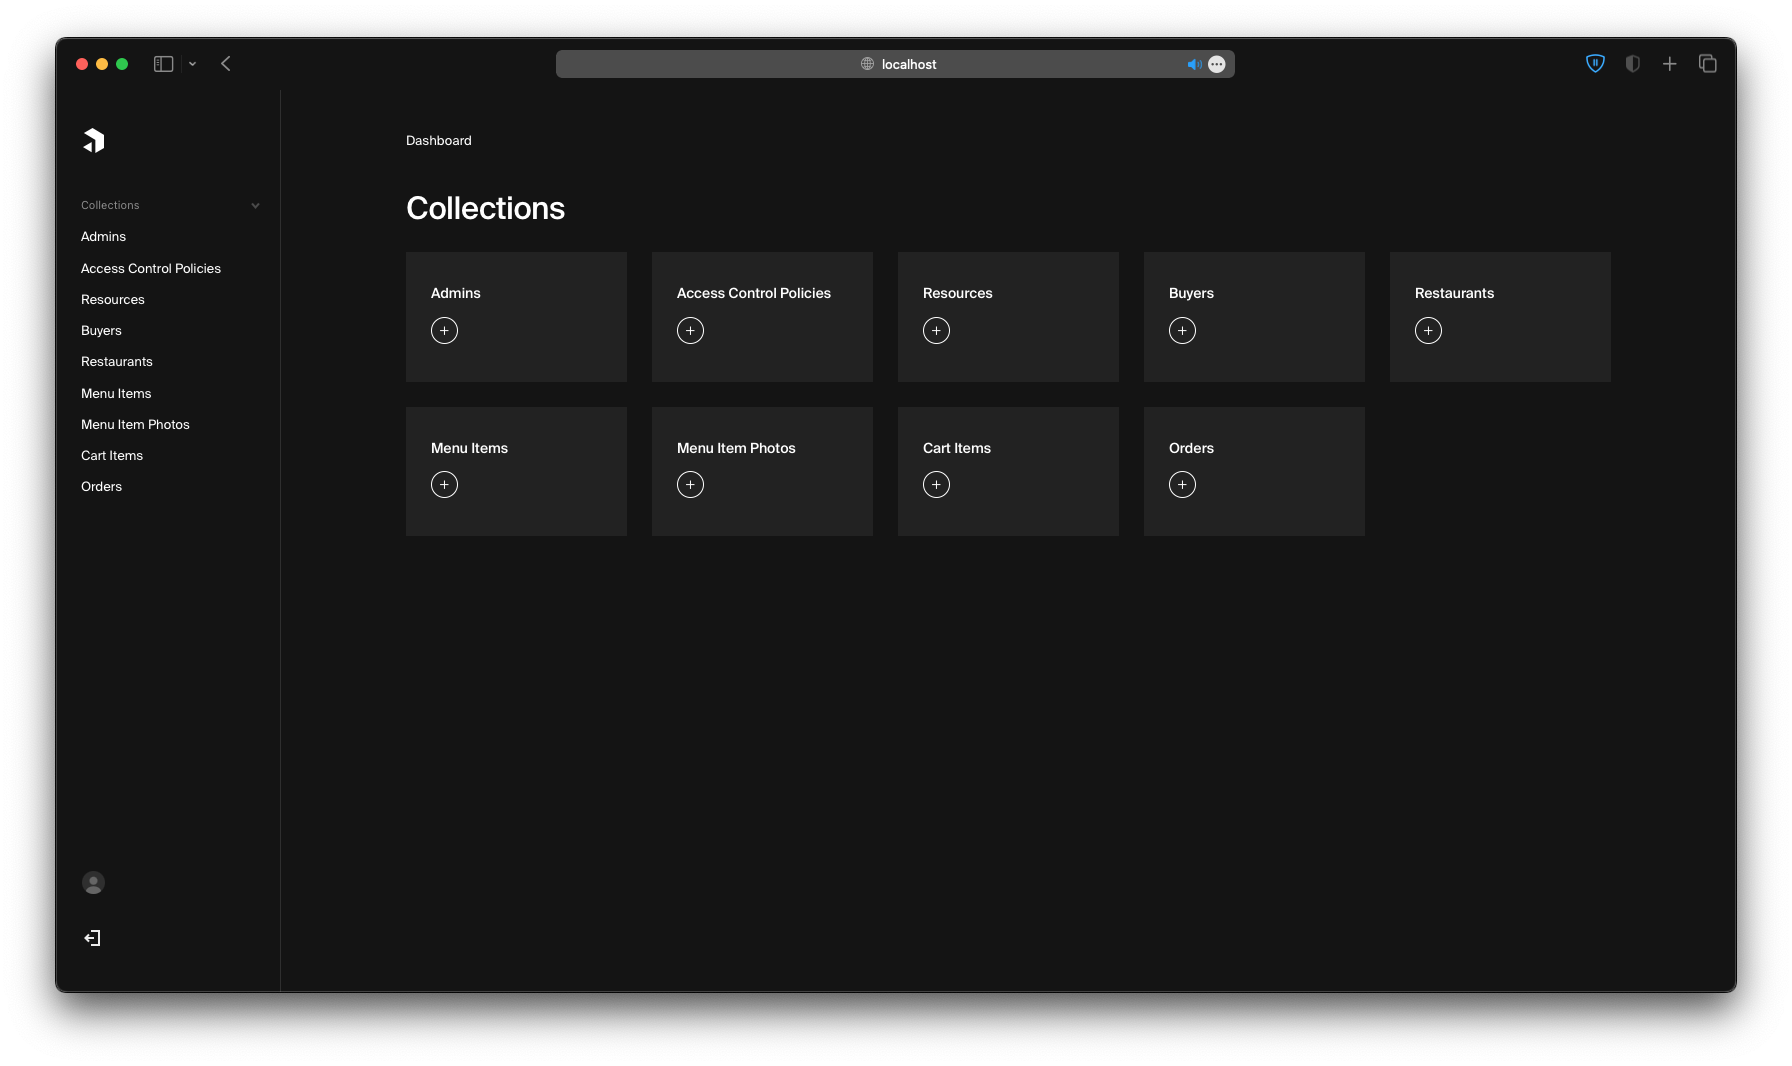 localhost
Dashboard
Collections
Admins
Access Control Policies
Resources
Buyers
Restaurants
Menu Items
Menu Item Photos
Cart Items
Orders
Collections
Admins
Access Control Policies
Resources
Buyers
Restaurants
Menu Items
Menu Item Photos
Cart Items
Orders